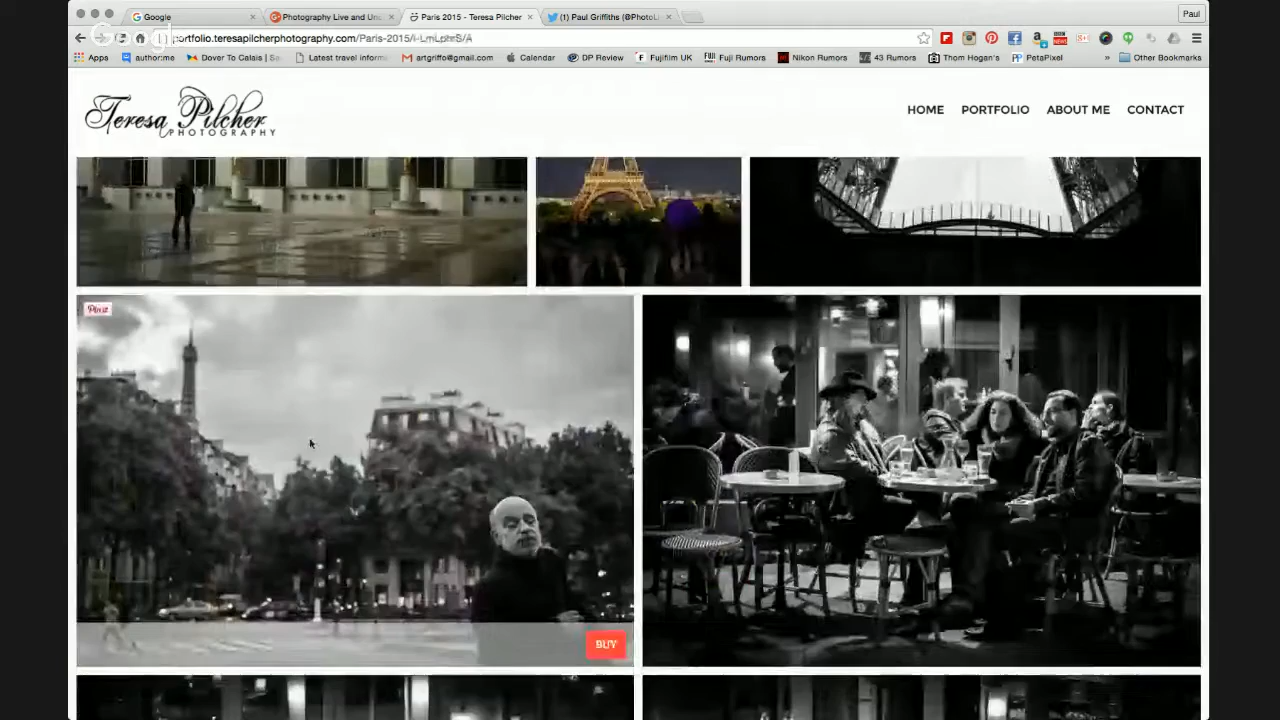 Google
Photography Live and Un
Paris 2015 - Teresa Pilcher
(1) Paul Griffiths (@PhotoL
Paul
portfolio.teresapilcherphotography.com/Paris-2015/
Apps
author:me
Dover To Calais | Se
Latest travel inform
artgriffo@gmail.com
Calendar
DP Review
Fujifilm UK
Fuji Rumors
Nikon Rumors
43 Rumors
Thom Hogan's
PetaPixel
»
Other Bookmarks
Teresa Pilcher
PHOTOGRAPHY
HOME
PORTFOLIO
ABOUT ME
CONTACT
Pin it
BUY